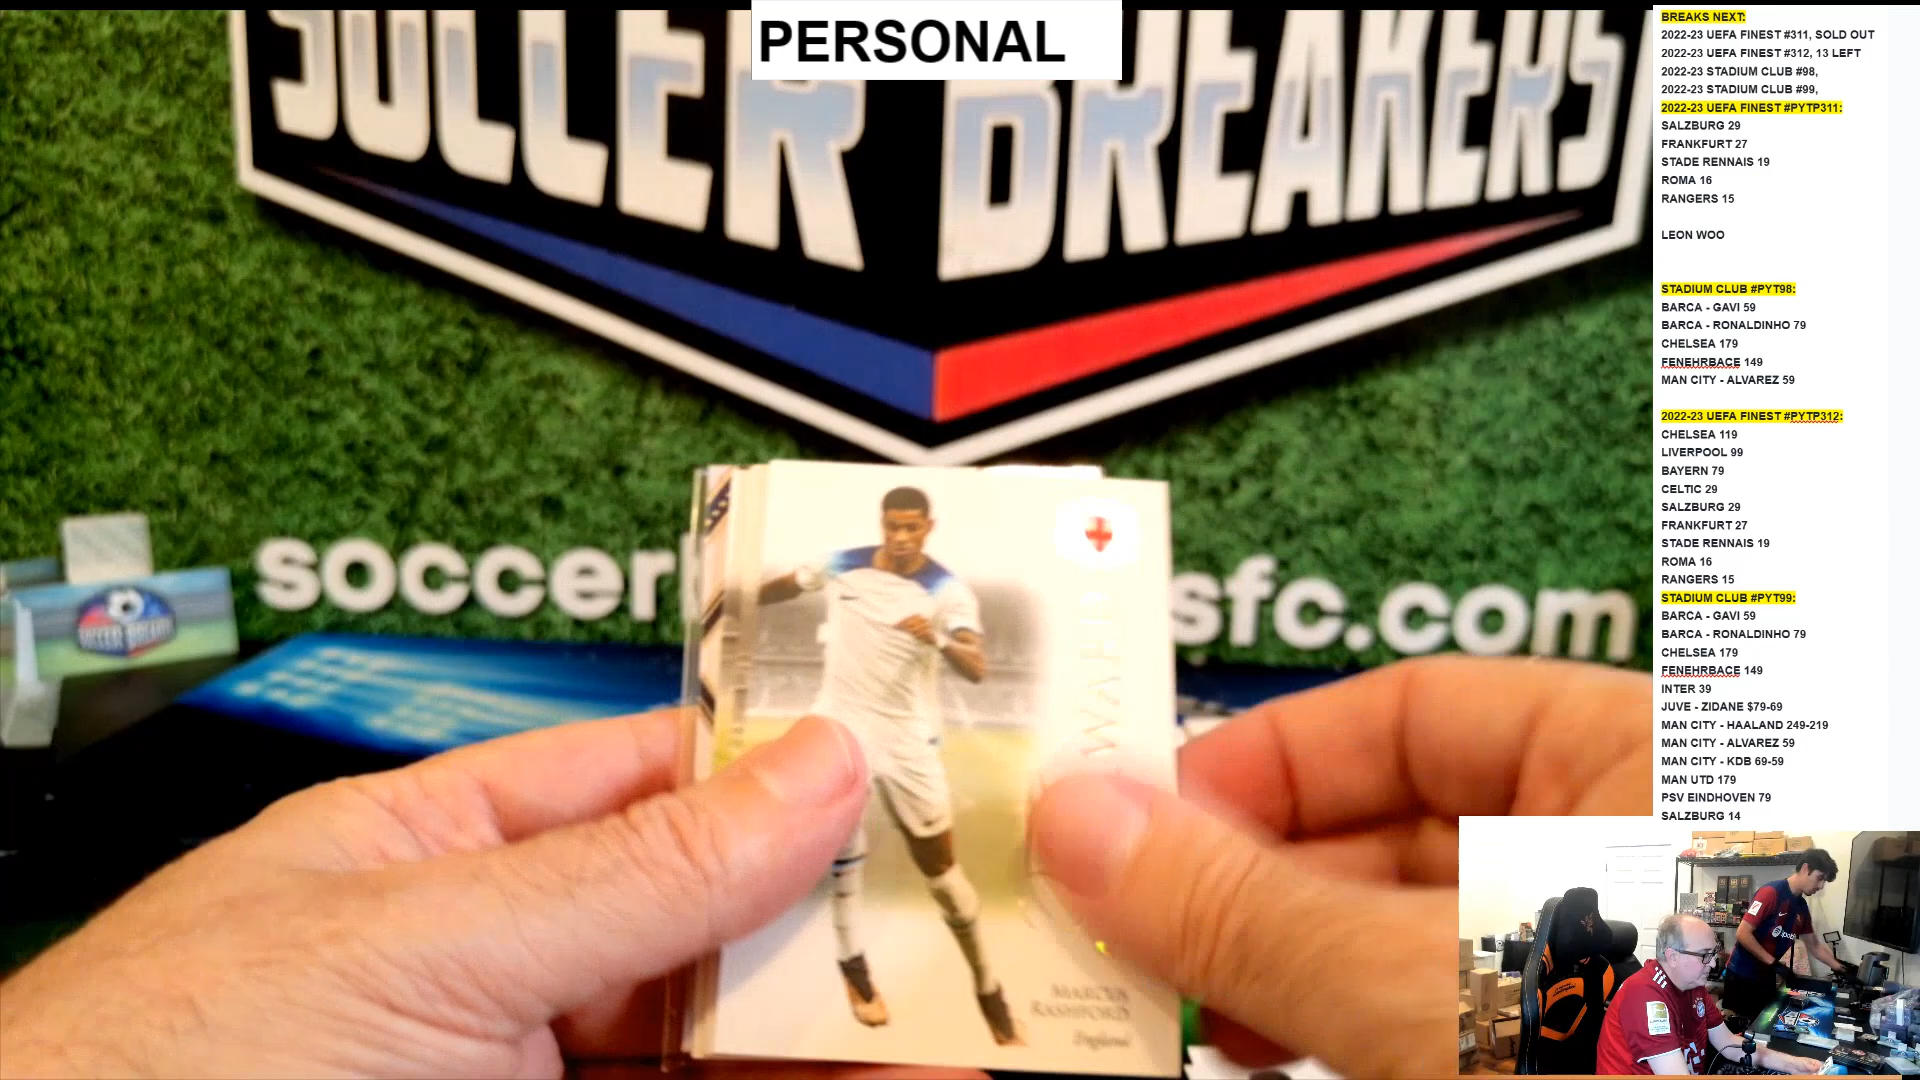 PERSONAL
SOCCER BREAKERS
soccer
sfc.com
MARCUS
RASHFORD
England
BREAKS NEXT:
2022-23 UEFA FINEST #311, SOLD OUT
2022-23 UEFA FINEST #312, 13 LEFT
2022-23 STADIUM CLUB #98,
2022-23 STADIUM CLUB #99,
2022-23 UEFA FINEST #PYTP311:
SALZBURG 29
FRANKFURT 27
STADE RENNAIS 19
ROMA 16
RANGERS 15
LEON WOO
STADIUM CLUB #PYT98:
BARCA - GAVI 59
BARCA - RONALDINHO 79
CHELSEA 179
FENEHRBACE 149
MAN CITY - ALVAREZ 59
2022-23 UEFA FINEST #PYTP312:
CHELSEA 119
LIVERPOOL 99
BAYERN 79
CELTIC 29
SALZBURG 29
FRANKFURT 27
STADE RENNAIS 19
ROMA 16
RANGERS 15
STADIUM CLUB #PYT99:
BARCA - GAVI 59
BARCA - RONALDINHO 79
CHELSEA 179
FENEHRBACE 149
INTER 39
JUVE - ZIDANE $79-69
MAN CITY - HAALAND 249-219
MAN CITY - ALVAREZ 59
MAN CITY - KDB 69-59
MAN UTD 179
PSV EINDHOVEN 79
SALZBURG 14